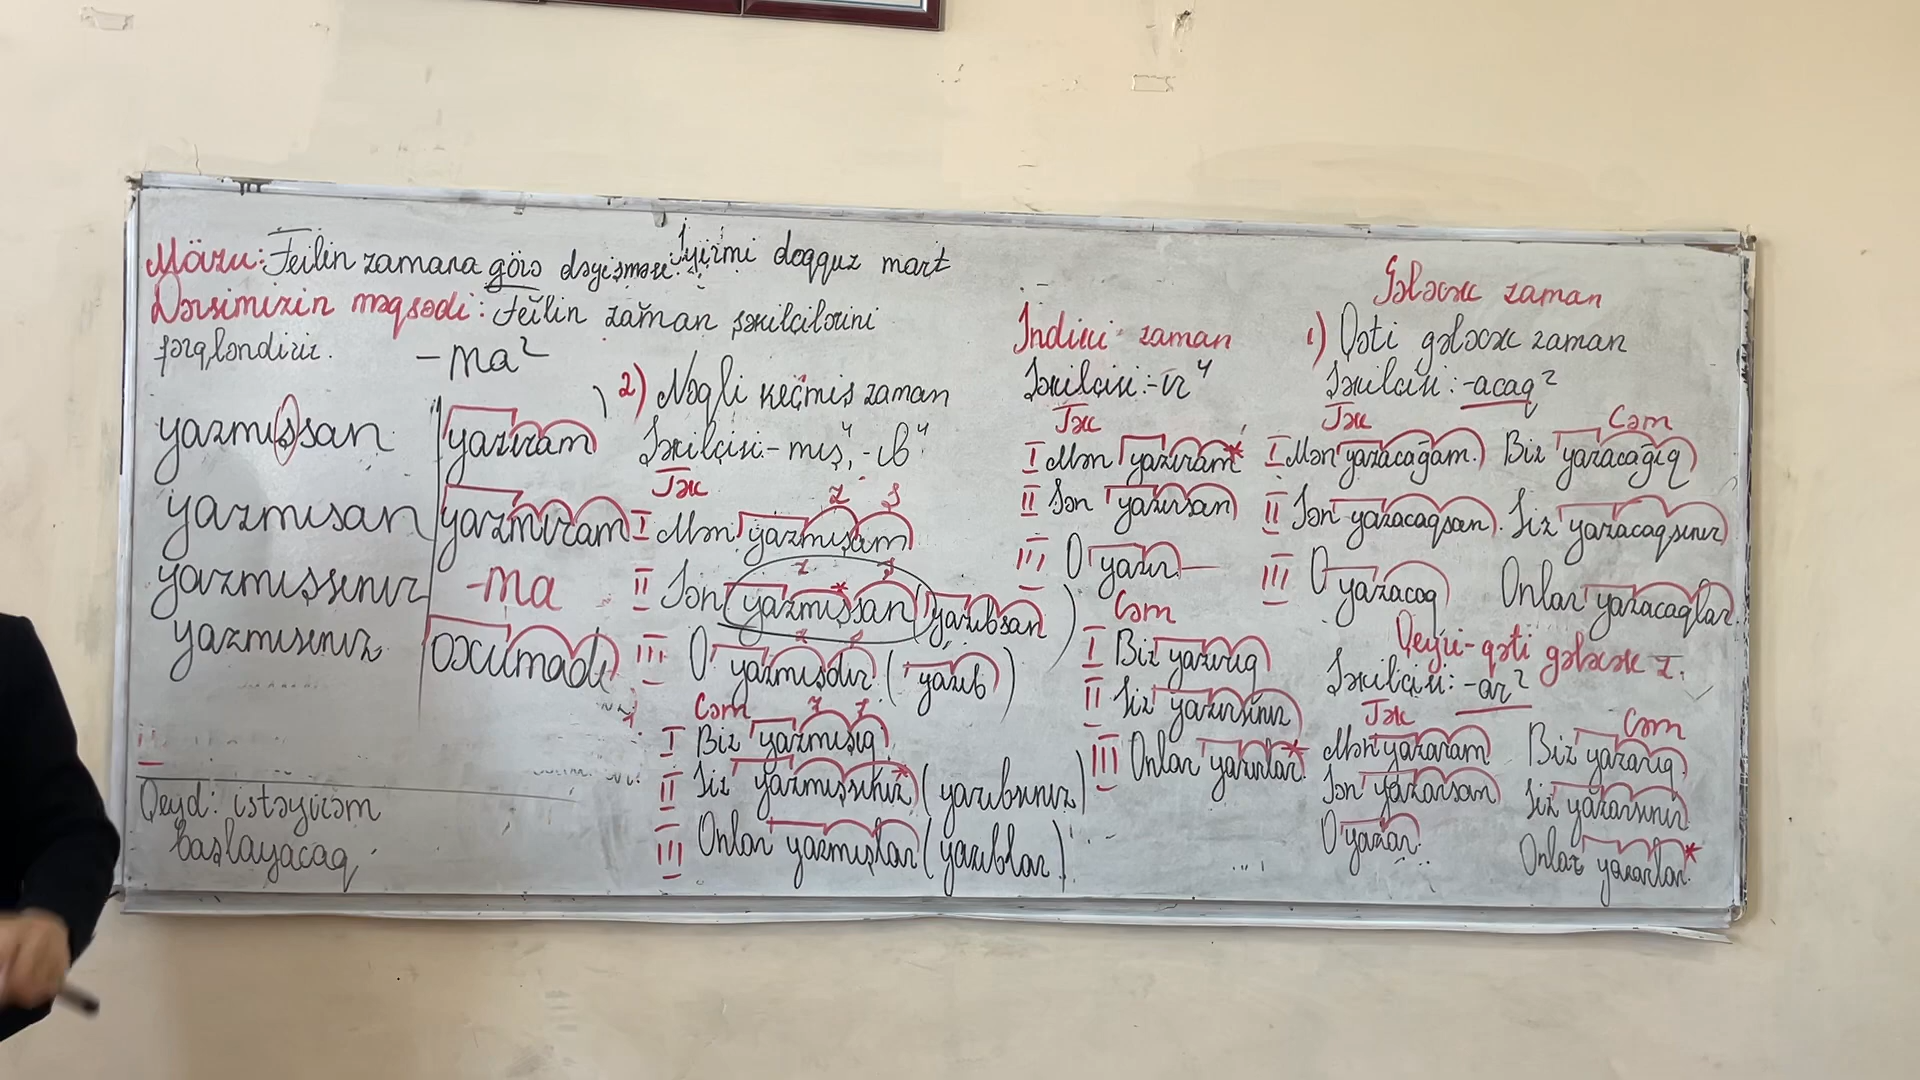 İyirmi doqquz mart
Mövzu: Feilin zamana görə dəyişməsi.
Dərsimizin məqsədi: Feilin zaman şəkilçilərini
fərqləndirir.
-ma²
yazmışsan
yazmısan
yazmışsınız
yazmısınız
yazıram
yazmıram
-ma
oxumadı
Qeyd: istəyirəm
başlayacaq
2) Nəqli keçmiş zaman
Şəkilçisi:- mış⁴, -ıb⁴
Tək
I Mən yazmışam
II Sən yazmışsan (yazıbsan)
III O yazmışdır (yazıb)
Cəm
I Biz yazmışıq
II Siz yazmışsınız* (yazıbsınız)
III Onlar yazmışlar (yazıblar)
İndiki zaman
Şəkilçisi:-ır⁴
Tək
I Mən yazıram*
II Sən yazırsan
III O yazır
Cəm
I Biz yazırıq
II Siz yazırsınız
III Onlar yazırlar*
Gələcək zaman
1) Qəti gələcək zaman
Şəkilçisi: -acaq²
Tək
I Mən yazacağam.
II Sən yazacaqsan.
III O yazacaq
Cəm
Biz yazacağıq
Siz yazacaqsınız
Onlar yazacaqlar.
Qeyri-qəti gələcək z.
Şəkilçisi: -ar²
Tək
Mən yazaram
Sən yazarsan
O yazar.
Cəm
Biz yazarıq.
Siz yazarsınız
Onlar yazarlar.*